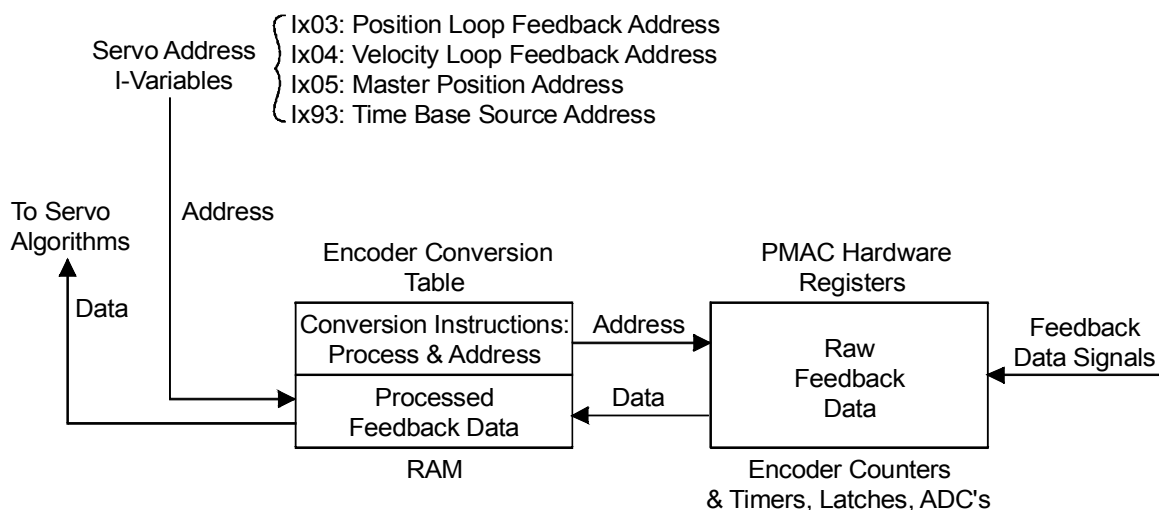 Servo Address
I-Variables
Ix03: Position Loop Feedback Address
Ix04: Velocity Loop Feedback Address
Ix05: Master Position Address
Ix93: Time Base Source Address
To Servo
Algorithms
Address
Data
Encoder Conversion
Table
Conversion Instructions:
Process & Address
Processed
Feedback Data
RAM
Address
Data
PMAC Hardware
Registers
Raw
Feedback
Data
Encoder Counters
& Timers, Latches, ADC's
Feedback
Data Signals